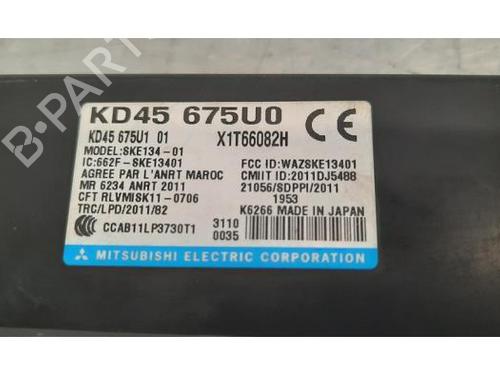 KD45 675U0
KD45 675U1 01 X1T66082H
MODEL:SKE134-01
IC:662F-SKE13401 FCC ID:WAZSKE13401
AGREE PAR L'ANRT MAROC CMIIT ID:2011DJ5488
MR 6234 ANRT 2011 21056/SDPPI/2011
CFT RLVMISK11-0706 1953
TRC/LPD/2011/82 K6266 MADE IN JAPAN
CCAB11LP3730T1 3110
0035
MITSUBISHI ELECTRIC CORPORATION